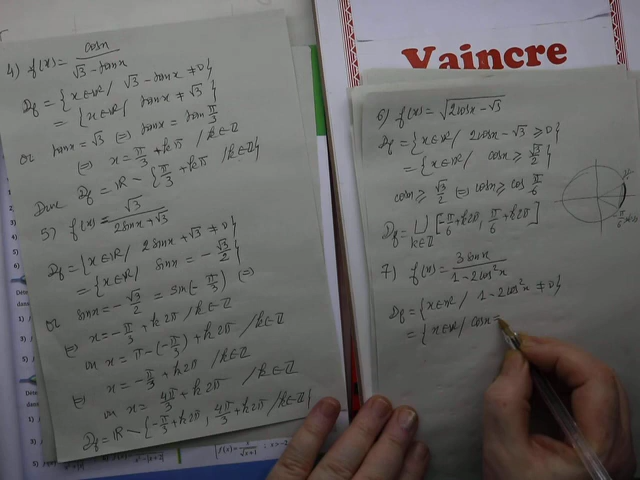 Vaincre
4) f(x) = cosx / (√3 - tanx)
Df = {x∈ℝ / √3 - tanx ≠ 0}
= {x∈ℝ / tanx ≠ √3}
or tanx = √3 ⇔ tanx = tan π/3
⇔ x = π/3 + kπ / k∈ℤ
Donc Df = ℝ - {π/3 + kπ / k∈ℤ}
5) f(x) = √3 / (2sinx + √3)
Df = {x∈ℝ / 2sinx + √3 ≠ 0}
= {x∈ℝ / sinx = -√3/2}
or sinx = -√3/2 = sin(-π/3) ⇔
⇔ x = -π/3 + k2π / k∈ℤ
ou x = π - (-π/3) + k2π / k∈ℤ
⇔ x = -π/3 + k2π / k∈ℤ
ou x = 4π/3 + k2π / k∈ℤ
Df = ℝ - {-π/3 + k2π, 4π/3 + k2π / k∈ℤ}
6) f(x) = √(2cosx - √3)
Df = {x∈ℝ / 2cosx - √3 ≥ 0}
= {x∈ℝ / cosx ≥ √3/2}
cosx ≥ √3/2 ⇔ cosx ≥ cos π/6
Df = ⋃ k∈ℤ [-π/6 + k2π, π/6 + k2π]
7) f(x) = 3sinx / (1 - 2cos²x)
Df = {x∈ℝ / 1 - 2cos²x ≠ 0}
= {x∈ℝ / cosx =